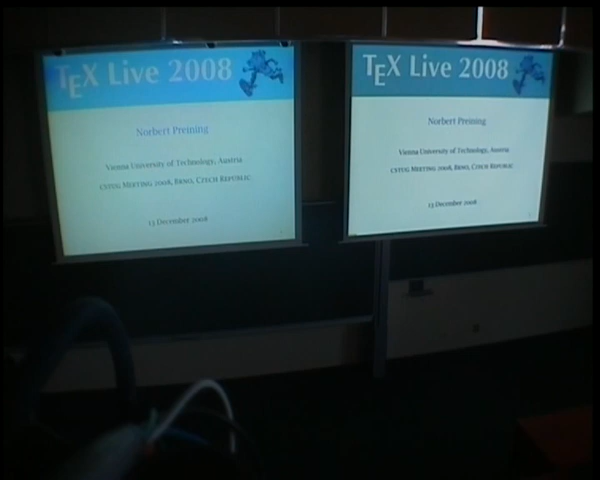 TEX Live 2008
Norbert Preining
Vienna University of Technology, Austria
CSTUG MEETING 2008, BRNO, CZECH REPUBLIC
13 December 2008
TEX Live 2008
Norbert Preining
Vienna University of Technology, Austria
CSTUG MEETING 2008, BRNO, CZECH REPUBLIC
13 December 2008